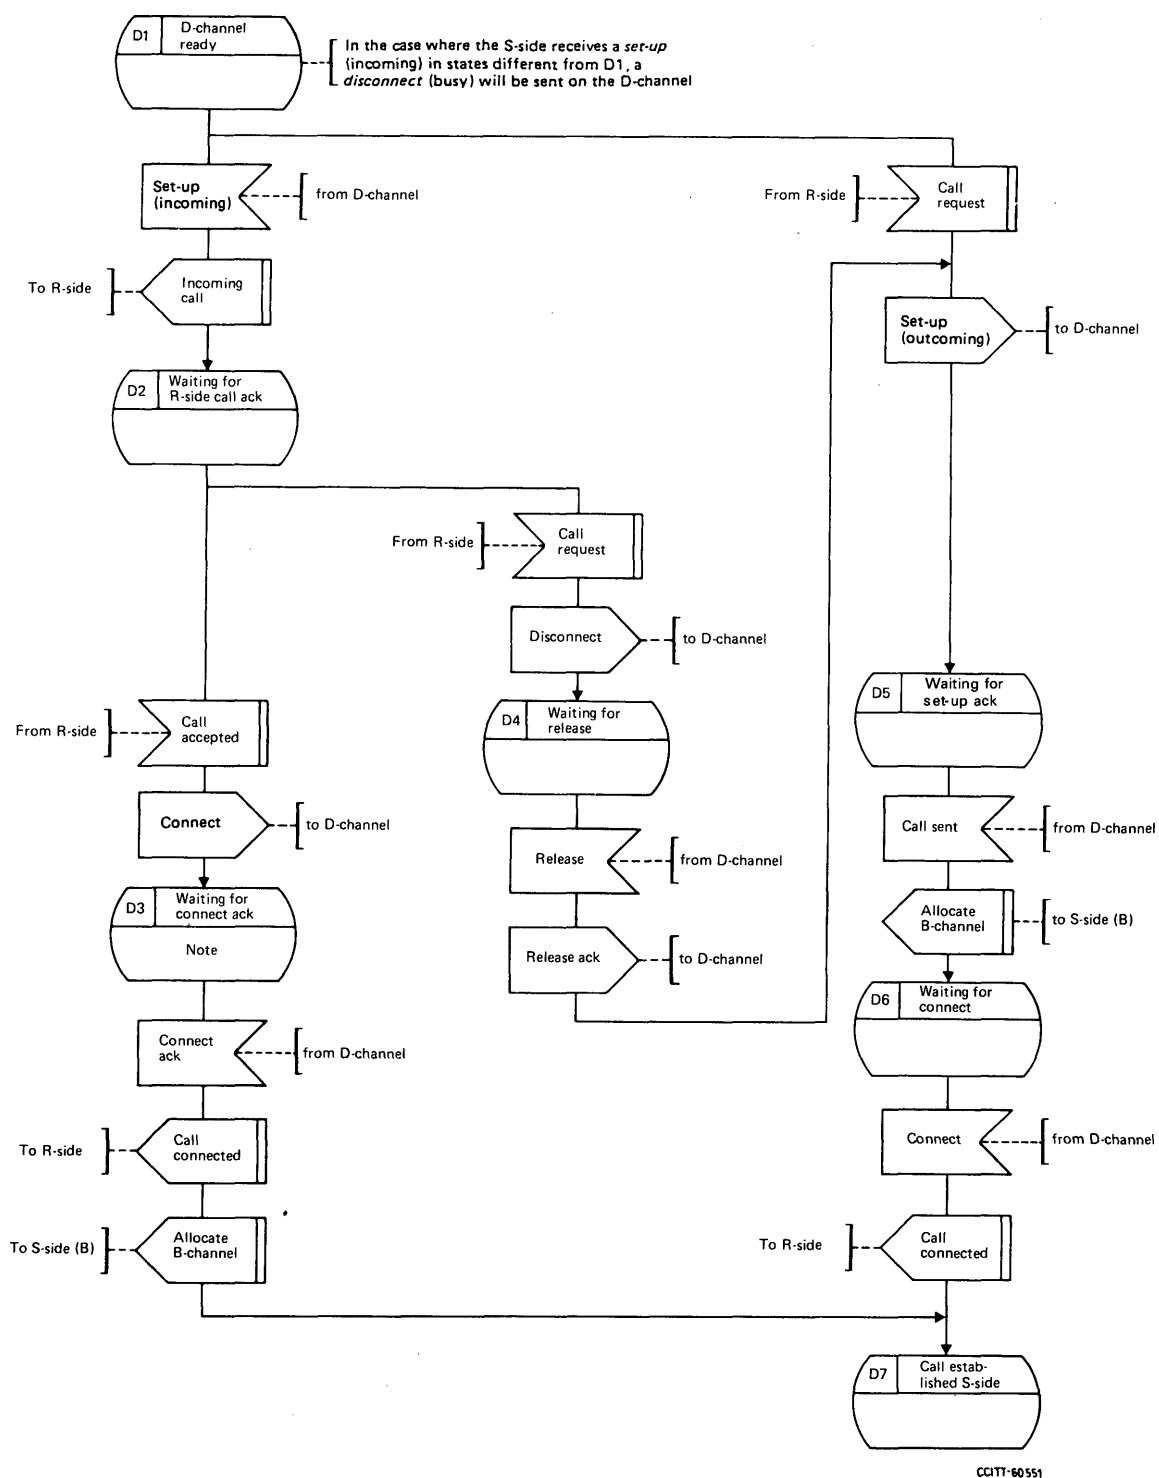 D1
D-channel
ready
In the case where the S-side receives a set-up
(incoming) in states different from D1, a
disconnect (busy) will be sent on the D-channel
Set-up
(incoming)
from D-channel
From R-side
Call
request
To R-side
Incoming
call
Set-up
(outcoming)
to D-channel
D2
Waiting for
R-side call ack
From R-side
Call
request
Disconnect
to D-channel
From R-side
Call
accepted
D4
Waiting for
release
D5
Waiting for
set-up ack
Connect
to D-channel
Call sent
from D-channel
Release
from D-channel
D3
Waiting for
connect ack
Note
Allocate
B-channel
to S-side (B)
Release ack
to D-channel
D6
Waiting for
connect
Connect
ack
from D-channel
To R-side
Call
connected
Connect
from D-channel
To S-side (B)
Allocate
B-channel
To R-side
Call
connected
D7
Call estab-
lished S-side
CCITT-60551